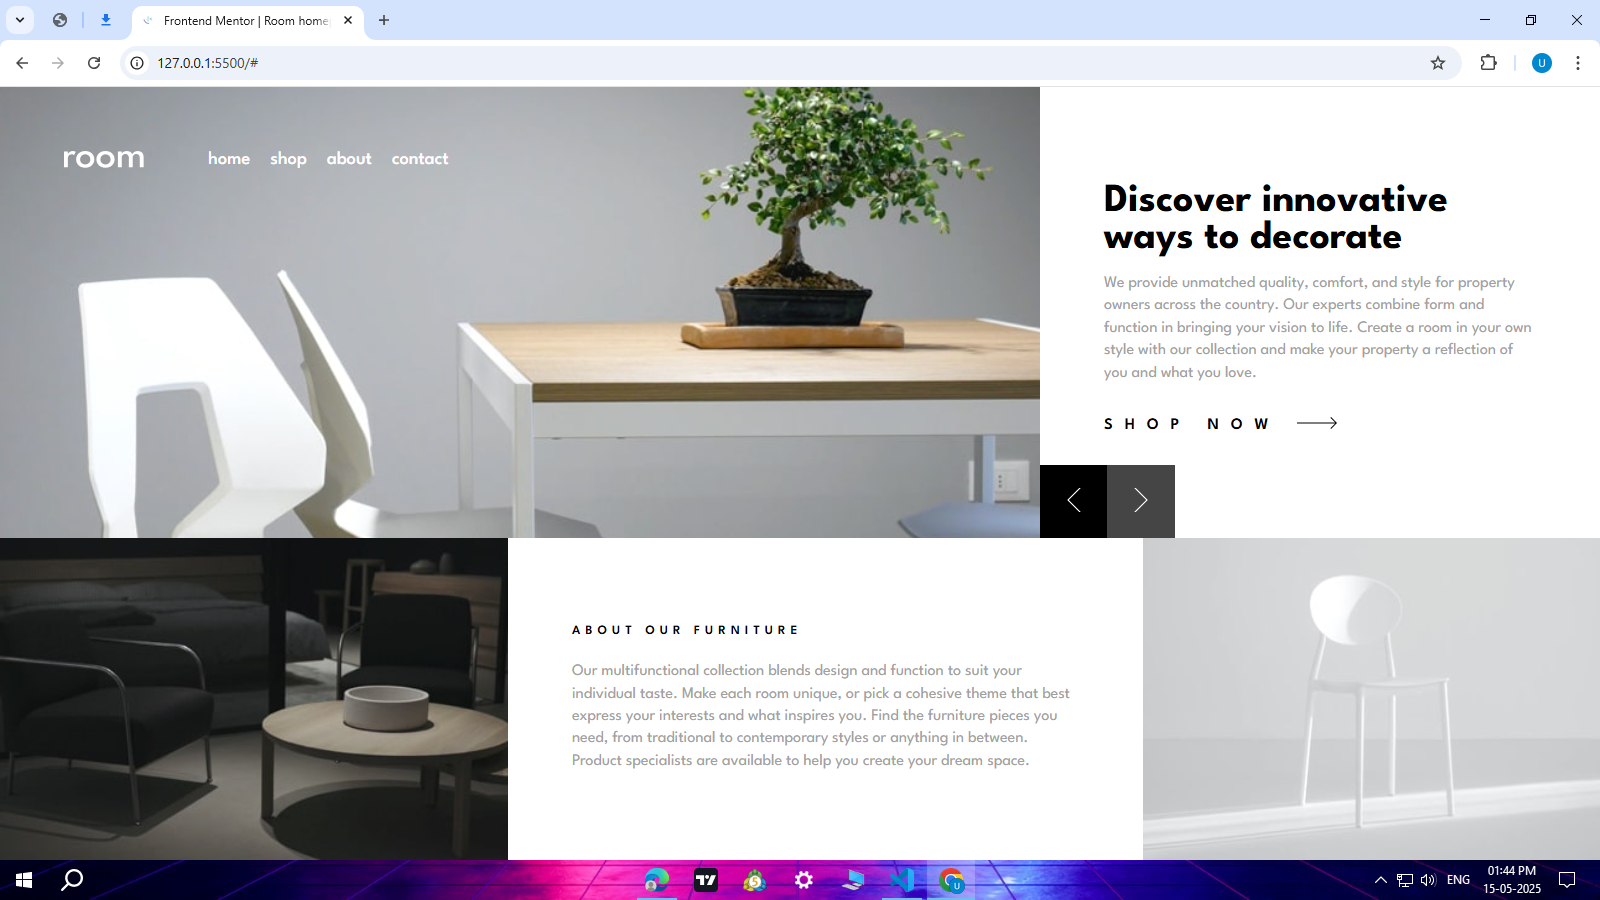 Frontend Mentor | Room home
127.0.0.1:5500/#
U
room
home shop about contact
Discover innovative
ways to decorate
We provide unmatched quality, comfort, and style for property
owners across the country. Our experts combine form and
function in bringing your vision to life. Create a room in your own
style with our collection and make your property a reflection of
you and what you love.
SHOP NOW
ABOUT OUR FURNITURE
Our multifunctional collection blends design and function to suit your
individual taste. Make each room unique, or pick a cohesive theme that best
express your interests and what inspires you. Find the furniture pieces you
need, from traditional to contemporary styles or anything in between.
Product specialists are available to help you create your dream space.
U
ENG
01:44 PM
15-05-2025